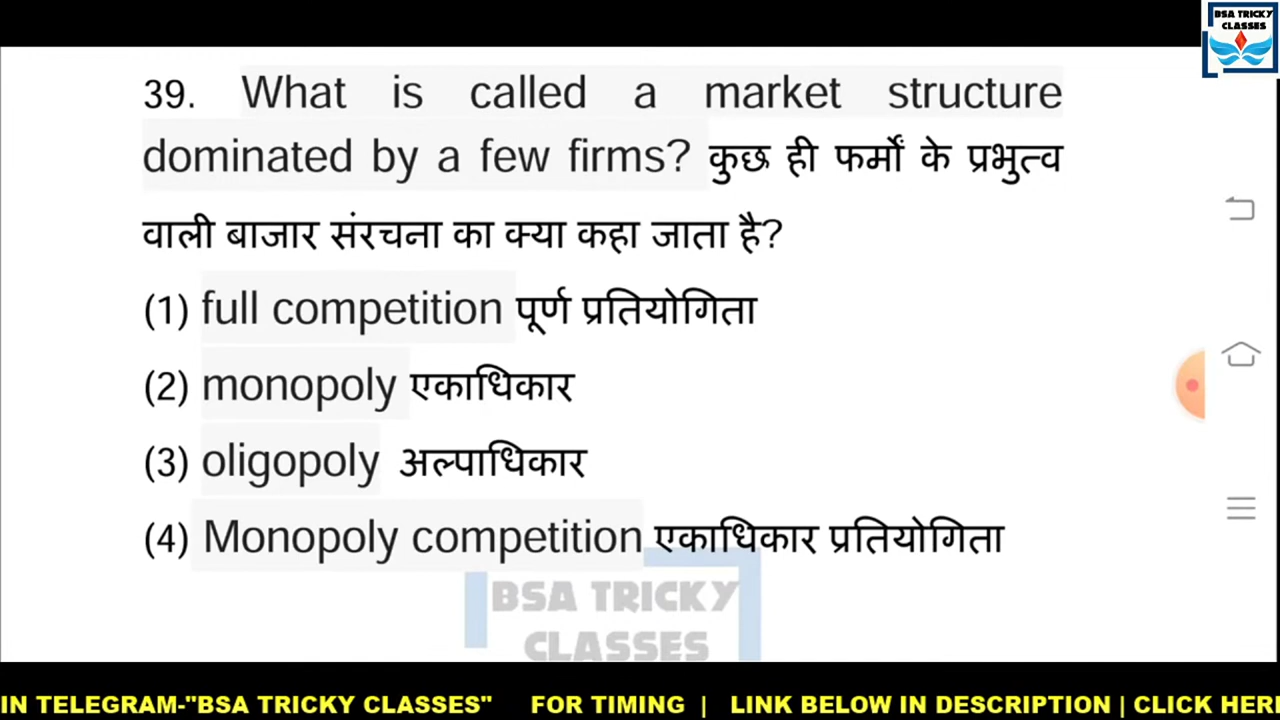 BSA TRICKY
CLASSES
39. What is called a market structure
dominated by a few firms? कुछ ही फर्मों के प्रभुत्व
वाली बाजार संरचना का क्या कहा जाता है?
(1) full competition पूर्ण प्रतियोगिता
(2) monopoly एकाधिकार
(3) oligopoly अल्पाधिकार
(4) Monopoly competition एकाधिकार प्रतियोगिता
BSA TRICKY
CLASSES
IN TELEGRAM-"BSA TRICKY CLASSES" FOR TIMING | LINK BELOW IN DESCRIPTION | CLICK HER